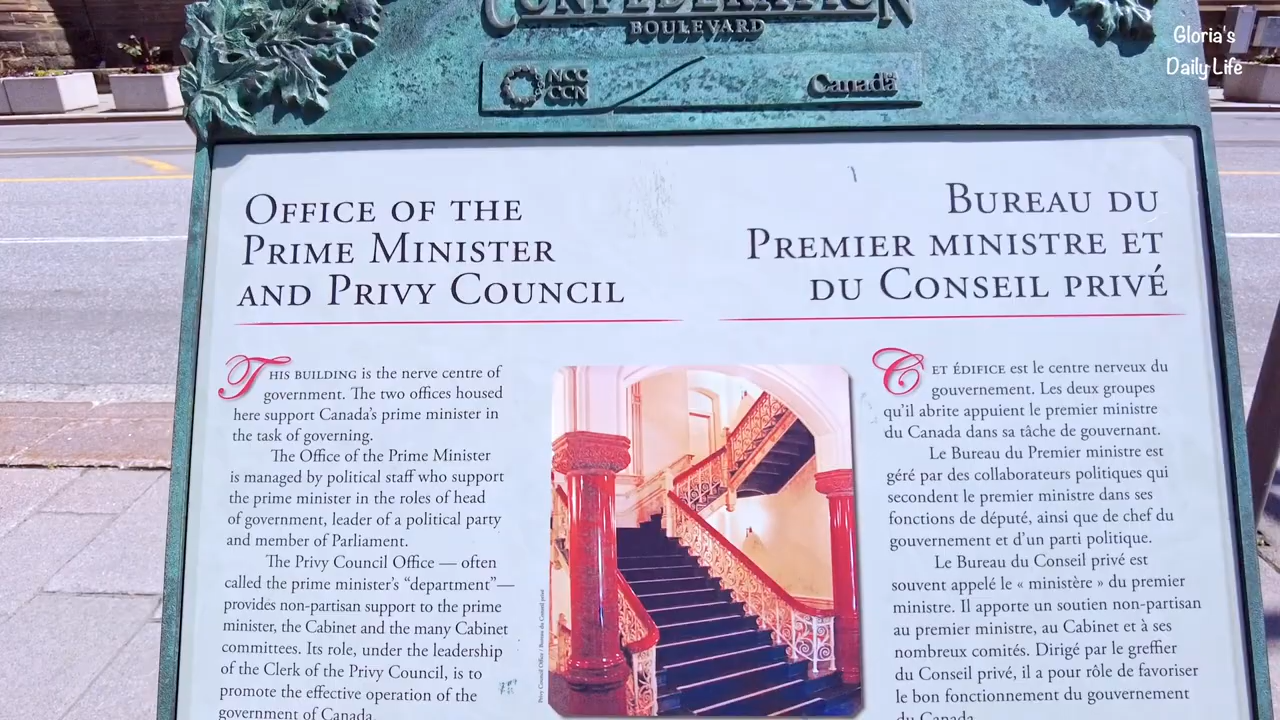 CONFEDERATION
BOULEVARD
NCC
CCN
Canada
Gloria's
Daily Life
OFFICE OF THE
PRIME MINISTER
AND PRIVY COUNCIL
THIS BUILDING is the nerve centre of
government. The two offices housed
here support Canada's prime minister in
the task of governing.
The Office of the Prime Minister
is managed by political staff who support
the prime minister in the roles of head
of government, leader of a political party
and member of Parliament.
The Privy Council Office — often
called the prime minister's "department"—
provides non-partisan support to the prime
minister, the Cabinet and the many Cabinet
committees. Its role, under the leadership
of the Clerk of the Privy Council, is to
promote the effective operation of the
government of Canada.
Privy Council Office / Bureau du Conseil privé
BUREAU DU
PREMIER MINISTRE ET
DU CONSEIL PRIVÉ
CET ÉDIFICE est le centre nerveux du
gouvernement. Les deux groupes
qu'il abrite appuient le premier ministre
du Canada dans sa tâche de gouvernant.
Le Bureau du Premier ministre est
géré par des collaborateurs politiques qui
secondent le premier ministre dans ses
fonctions de député, ainsi que de chef du
gouvernement et d'un parti politique.
Le Bureau du Conseil privé est
souvent appelé le « ministère » du premier
ministre. Il apporte un soutien non-partisan
au premier ministre, au Cabinet et à ses
nombreux comités. Dirigé par le greffier
du Conseil privé, il a pour rôle de favoriser
le bon fonctionnement du gouvernement
du Canada.